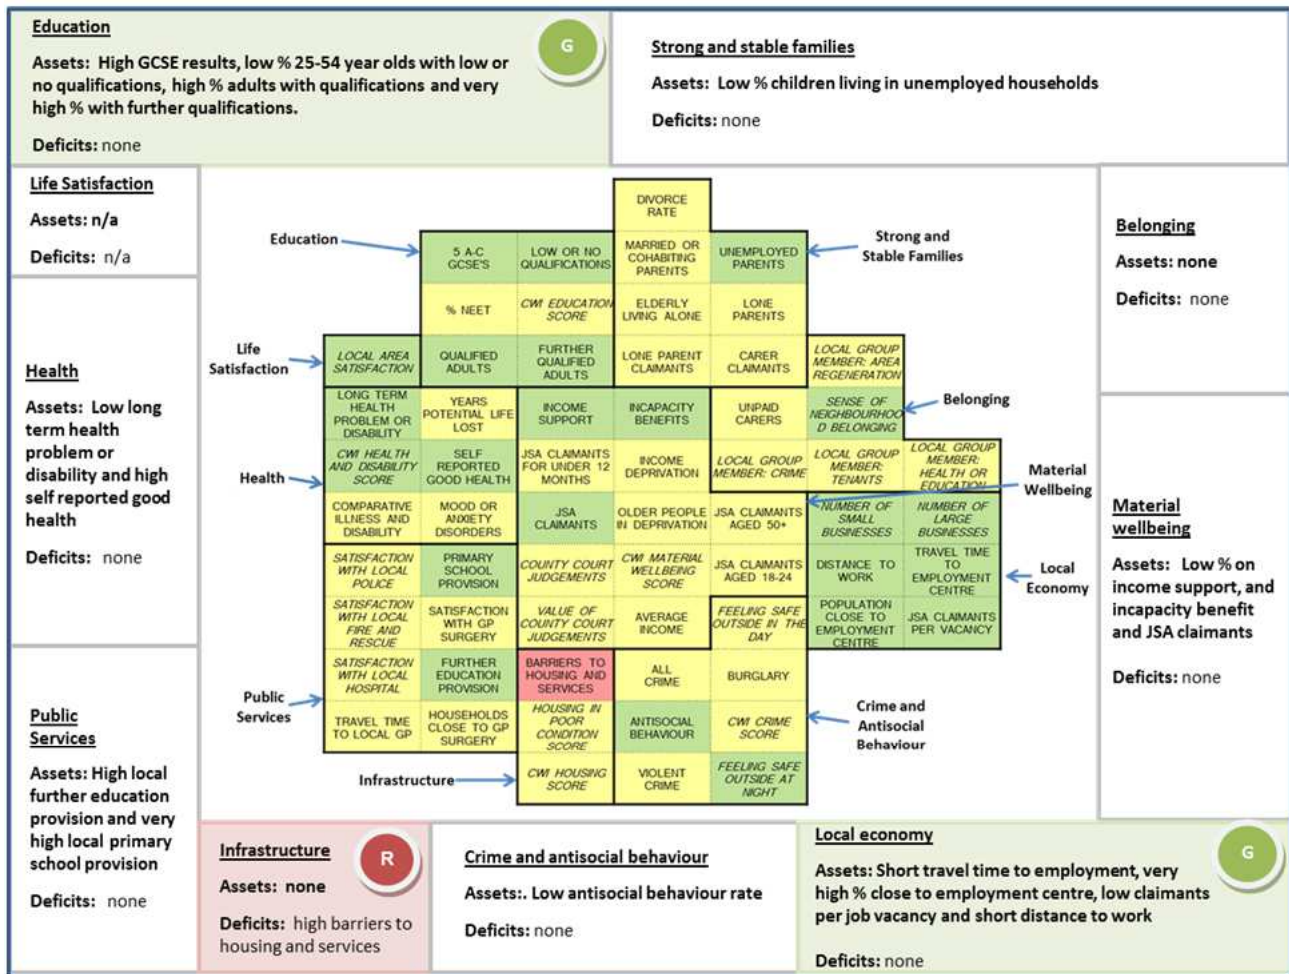 Education
Assets: High GCSE results, low % 25-54 year olds with low or
no qualifications, high % adults with qualifications and very
high % with further qualifications.
Deficits: none
G
Strong and stable families
Assets: Low % children living in unemployed households
Deficits: none
Life Satisfaction
Assets: n/a
Deficits: n/a
Health
Assets: Low long
term health
problem or
disability and high
self reported good
health
Deficits: none
Public
Services
Assets: High local
further education
provision and very
high local primary
school provision
Deficits: none
Education
Life
Satisfaction
Health
Public
Services
Infrastructure
DIVORCE
RATE
5 A-C
GCSE'S
LOW OR NO
QUALIFICATIONS
MARRIED OR
COHABITING
PARENTS
UNEMPLOYED
PARENTS
% NEET
CWI EDUCATION
SCORE
ELDERLY
LIVING ALONE
LONE
PARENTS
LOCAL AREA
SATISFACTION
QUALIFIED
ADULTS
FURTHER
QUALIFIED
ADULTS
LONE PARENT
CLAIMANTS
CARER
CLAIMANTS
LOCAL GROUP
MEMBER: AREA
REGENERATION
LONG TERM
HEALTH
PROBLEM OR
DISABILITY
YEARS
POTENTIAL LIFE
LOST
INCOME
SUPPORT
INCAPACITY
BENEFITS
UNPAID
CARERS
SENSE OF
NEIGHBOURHOO
D BELONGING
CWI HEALTH
AND DISABILITY
SCORE
SELF
REPORTED
GOOD HEALTH
JSA CLAIMANTS
FOR UNDER 12
MONTHS
INCOME
DEPRIVATION
LOCAL GROUP
MEMBER: CRIME
LOCAL GROUP
MEMBER:
TENANTS
LOCAL GROUP
MEMBER:
HEALTH OR
EDUCATION
COMPARATIVE
ILLNESS AND
DISABILITY
MOOD OR
ANXIETY
DISORDERS
JSA
CLAIMANTS
OLDER PEOPLE
IN DEPRIVATION
JSA CLAIMANTS
AGED 50+
NUMBER OF
SMALL
BUSINESSES
NUMBER OF
LARGE
BUSINESSES
SATISFACTION
WITH LOCAL
POLICE
PRIMARY
SCHOOL
PROVISION
COUNTY COURT
JUDGEMENTS
CWI MATERIAL
WELLBEING
SCORE
JSA CLAIMANTS
AGED 18-24
DISTANCE TO
WORK
TRAVEL TIME
TO
EMPLOYMENT
CENTRE
SATISFACTION
WITH LOCAL
FIRE AND
RESCUE
SATISFACTION
WITH GP
SURGERY
VALUE OF
COUNTY COURT
JUDGEMENTS
AVERAGE
INCOME
FEELING SAFE
OUTSIDE IN THE
DAY
POPULATION
CLOSE TO
EMPLOYMENT
CENTRE
JSA CLAIMANTS
PER VACANCY
SATISFACTION
WITH LOCAL
HOSPITAL
FURTHER
EDUCATION
PROVISION
BARRIERS TO
HOUSING AND
SERVICES
ALL
CRIME
BURGLARY
TRAVEL TIME
TO LOCAL GP
HOUSEHOLDS
CLOSE TO GP
SURGERY
HOUSING IN
POOR
CONDITION
SCORE
ANTISOCIAL
BEHAVIOUR
CWI CRIME
SCORE
CWI HOUSING
SCORE
VIOLENT
CRIME
FEELING SAFE
OUTSIDE AT
NIGHT
Strong and
Stable Families
Belonging
Material
Wellbeing
Local
Economy
Crime and
Antisocial
Behaviour
Belonging
Assets: none
Deficits: none
Material
wellbeing
Assets: Low % on
income support, and
incapacity benefit
and JSA claimants
Deficits: none
Infrastructure
Assets: none
Deficits: high barriers to
housing and services
R
Crime and antisocial behaviour
Assets:. Low antisocial behaviour rate
Deficits: none
Local economy
Assets: Short travel time to employment, very
high % close to employment centre, low claimants
per job vacancy and short distance to work
Deficits: none
G